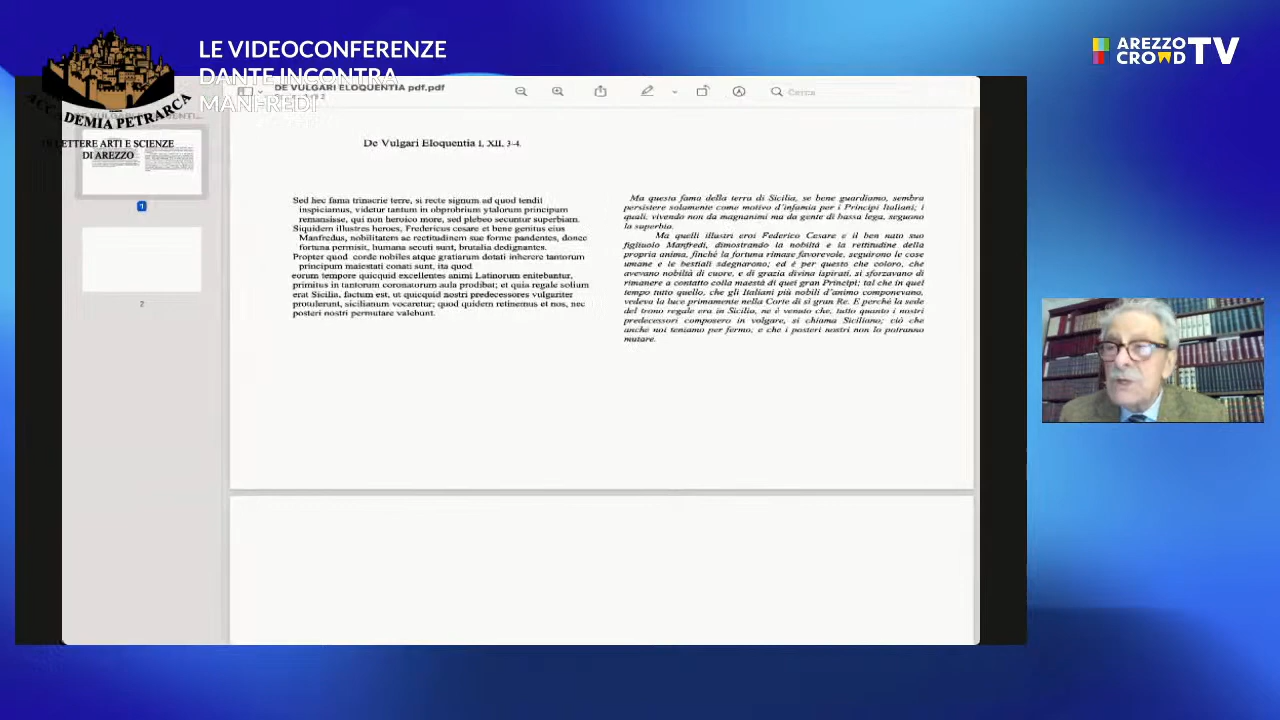 LE VIDEOCONFERENZE
DANTE INCONTRA
MANFREDI
AREZZO
CROWD
TV
ACCADEMIA PETRARCA
DI LETTERE ARTI E SCIENZE
DI AREZZO
DE VULGARI ELOQUENTIA pdf.pdf
Cerca
1
2
De Vulgari Eloquentia I, XII, 3-4.
Sed hec fama trinacrie terre, si recte signum ad quod tendit
inspiciamus, videtur tantum in obprobrium ytalorum principum
remansisse, qui non heroico more, sed plebeo secuntur superbiam.
Siquidem illustres heroes, Fredericus cesare et bene genitus eius
Manfredus, nobilitatem ac rectitudinem sue forme pandentes, donec
fortuna permisit, humana secuti sunt, brutalia dedignantes.
Propter quod corde nobiles atque gratiarum dotati inherere tantorum
principum maiestati conati sunt, ita quod
eorum tempore quicquid excellentes animi Latinorum enitebantur,
primitus in tantorum coronatorum aula prodibat; et quia regale solium
erat Sicilia, factum est, ut quicquid nostri predecessores vulgariter
protulerunt, sicilianum vocaretur; quod quidem retinemus et nos, nec
posteri nostri permutare valebunt.
Ma questa fama della terra di Sicilia, se bene guardiamo, sembra
persistere solamente come motivo d'infamia per i Principi Italiani; i
quali, vivendo non da magnanimi ma da gente di bassa lega, seguono
la superbia.
Ma quelli illustri eroi Federico Cesare e il ben nato suo
figliuolo Manfredi, dimostrando la nobiltà e la rettitudine della
propria anima, finchè la fortuna rimase favorevole, seguirono le cose
umane e le bestiali sdegnarono; ed è per questo che coloro, che
avevano nobiltà di cuore, e di grazia divina ispirati, si sforzavano di
rimanere a contatto colla maestà di quei gran Principi; tal che in quel
tempo tutto quello, che gli Italiani più nobili d'animo componevano,
vedeva la luce primamente nella Corte di sì gran Re. E perchè la sede
del trono regale era in Sicilia, ne è venuto che, tutto quanto i nostri
predecessori composero in volgare, si chiama Siciliano; ciò che
anche noi teniamo per fermo, e che i posteri nostri non lo potranno
mutare.